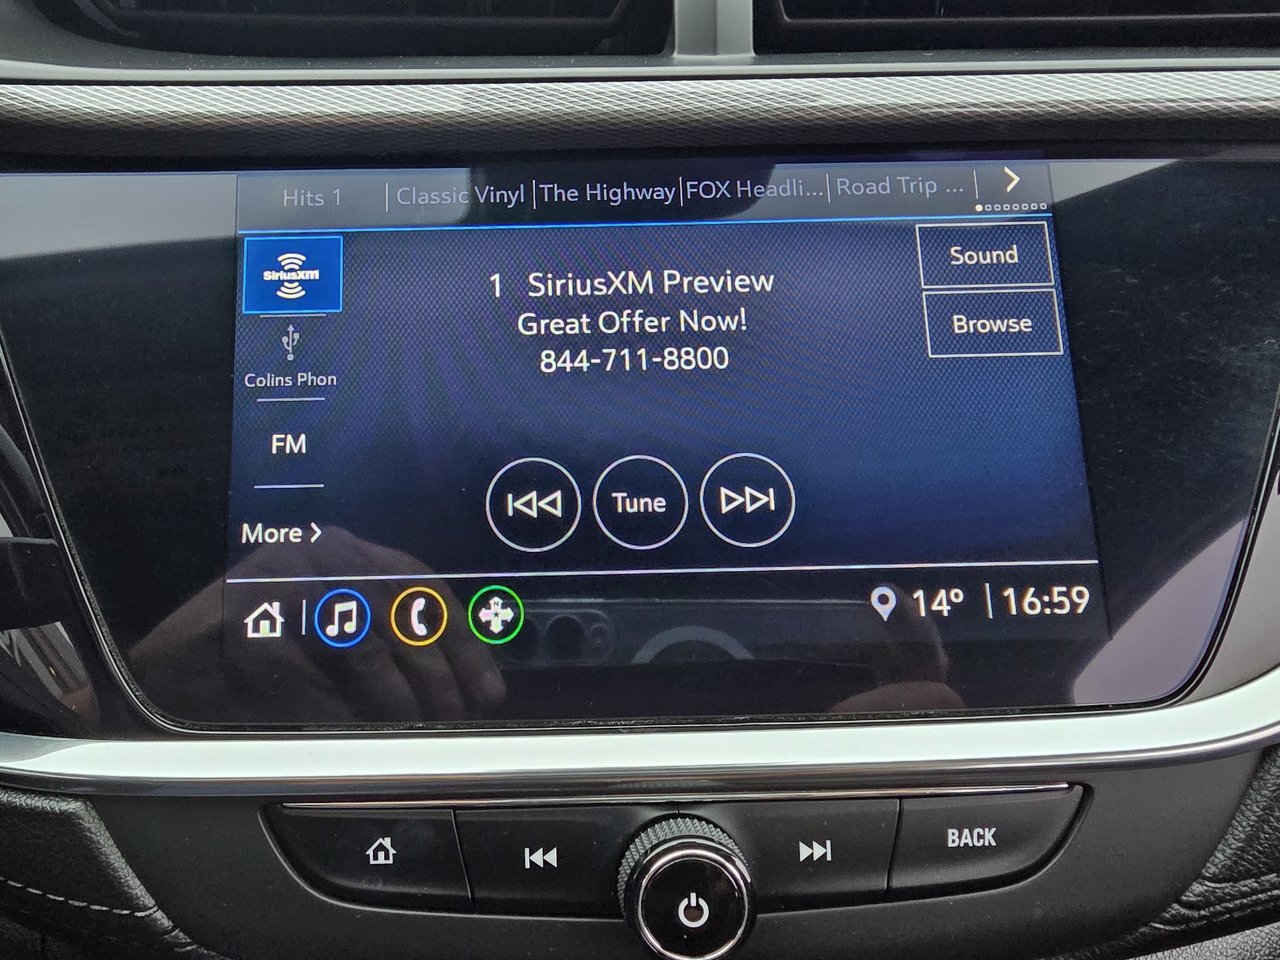 Hits 1 Classic Vinyl The Highway FOX Headli... Road Trip ...
SiriusXM
1 SiriusXM Preview
Great Offer Now!
844-711-8800
Sound
Browse
Colins Phon
FM
More
Tune
N
14° 16:59
BACK